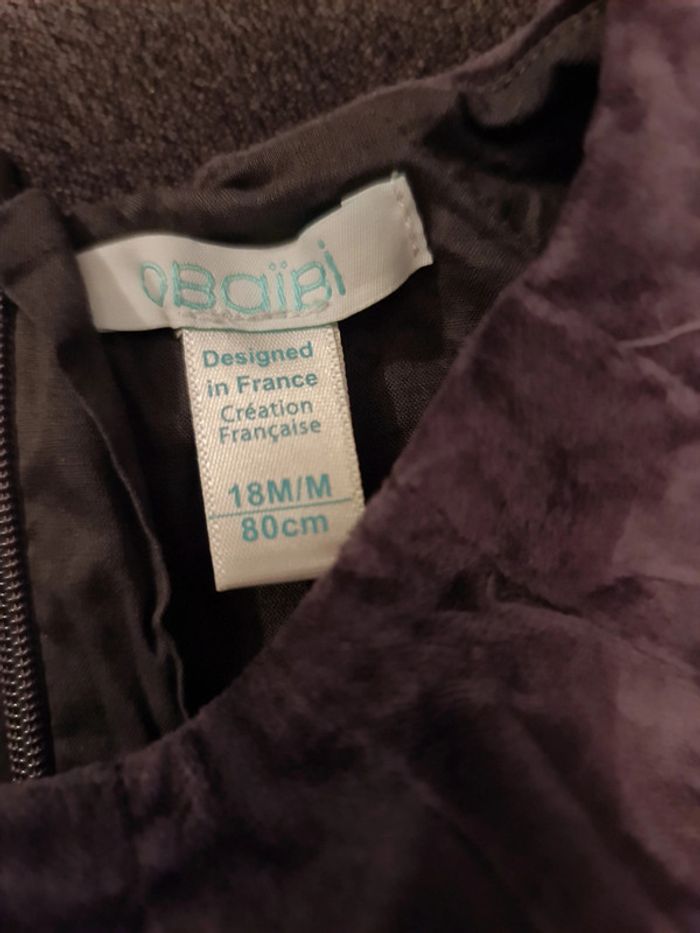 obaïbi
Designed
in France
Création
Française
18M/M
80cm